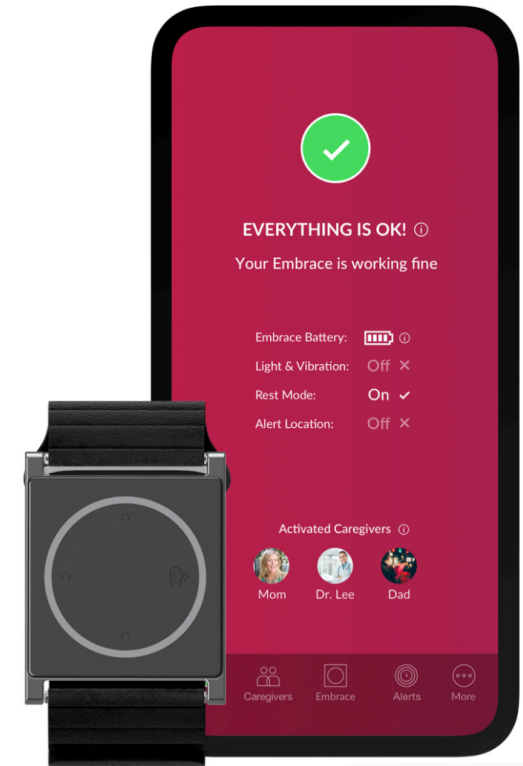 EVERYTHING IS OK!
Your Embrace is working fine
Embrace Battery:
Light & Vibration: Off
Rest Mode: On
Alert Location: Off
Activated Caregivers
Mom Dr. Lee Dad
Caregivers Embrace Alerts More